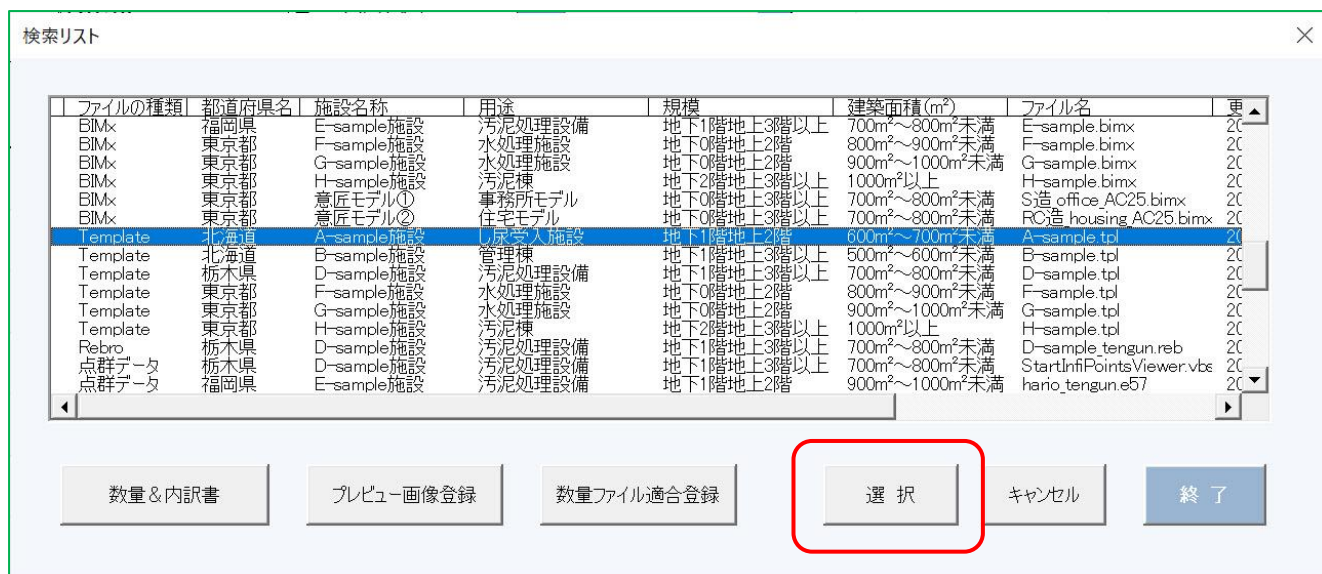 検索リスト
ファイルの種類 都道府県名 施設名称 用途 規模 建築面積(m²) ファイル名 更
BIMx 福岡県 E-sample施設 汚泥処理設備 地下1階地上3階以上 700m²～800m²未満 E-sample.bimx 20
BIMx 東京都 F-sample施設 水処理施設 地下0階地上2階 800m²～900m²未満 F-sample.bimx 20
BIMx 東京都 G-sample施設 水処理施設 地下0階地上2階 900m²～1000m²未満 G-sample.bimx 20
BIMx 東京都 H-sample施設 汚泥棟 地下2階地上3階以上 1000m²以上 H-sample.bimx 20
BIMx 東京都 意匠モデル① 事務所モデル 地下0階地上3階以上 700m²～800m²未満 S造_office_AC25.bimx 20
BIMx 東京都 意匠モデル② 住宅モデル 地下0階地上3階以上 700m²～800m²未満 RC造_housing_AC25.bimx 20
Template 北海道 A-sample施設 し尿受入施設 地下1階地上2階 600m²～700m²未満 A-sample.tpl 20
Template 北海道 B-sample施設 管理棟 地下1階地上3階以上 500m²～600m²未満 B-sample.tpl 20
Template 栃木県 D-sample施設 汚泥処理設備 地下1階地上3階以上 700m²～800m²未満 D-sample.tpl 20
Template 東京都 F-sample施設 水処理施設 地下0階地上2階 800m²～900m²未満 F-sample.tpl 20
Template 東京都 G-sample施設 水処理施設 地下0階地上2階 900m²～1000m²未満 G-sample.tpl 20
Template 東京都 H-sample施設 汚泥棟 地下2階地上3階以上 1000m²以上 H-sample.tpl 20
Rebro 栃木県 D-sample施設 汚泥処理設備 地下1階地上3階以上 700m²～800m²未満 D-sample_tengun.reb 20
点群データ 栃木県 D-sample施設 汚泥処理設備 地下1階地上3階以上 700m²～800m²未満 StartInfiPointsViewer.vbs 20
点群データ 福岡県 E-sample施設 汚泥処理設備 地下1階地上2階 900m²～1000m²未満 hario_tengun.e57 20
数量＆内訳書 プレビュー画像登録 数量ファイル適合登録 選 択 キャンセル 終 了